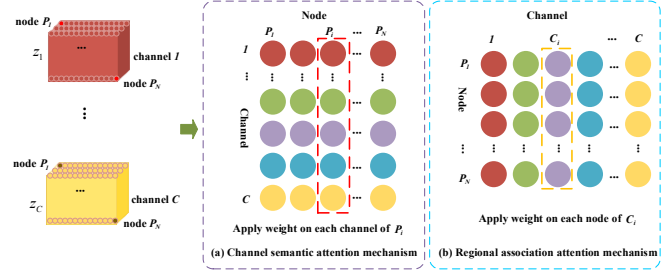 node P1
z1
...
channel 1
node PN
...
node P1
...
zC
channel C
node PN
Node
P1 Pi ... PN
1
...
Channel
C
Apply weight on each channel of Pi
(a) Channel semantic attention mechanism
Channel
1 Ci ... C
P1
Node
...
PN
Apply weight on each node of Ci
(b) Regional association attention mechanism